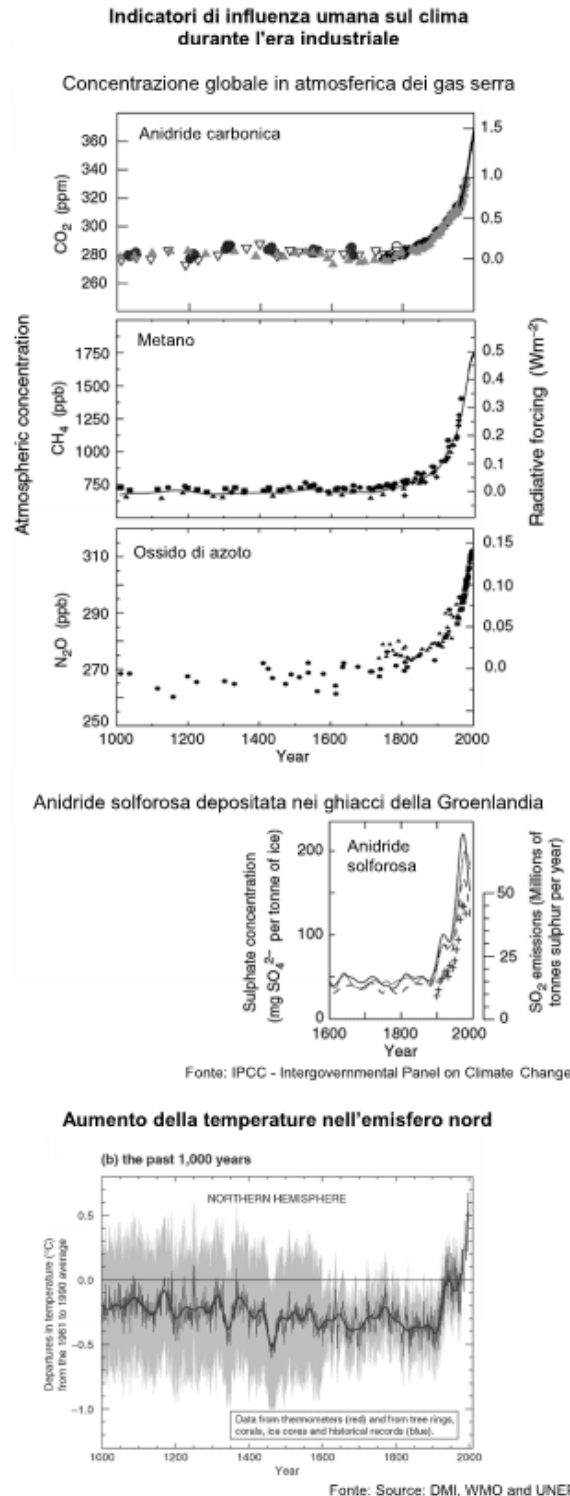 Indicatori di influenza umana sul clima
durante l'era industriale
Concentrazione globale in atmosferica dei gas serra
Atmospheric concentration
Radiative forcing (Wm⁻²)
Anidride carbonica
CO₂ (ppm)
360
340
320
300
280
260
1.5
1.0
0.5
0.0
Metano
CH₄ (ppb)
1750
1500
1250
1000
750
0.5
0.4
0.3
0.2
0.1
0.0
Ossido di azoto
N₂O (ppb)
310
290
270
250
0.15
0.10
0.05
0.0
1000 1200 1400 1600 1800 2000
Year
Anidride solforosa depositata nei ghiacci della Groenlandia
Anidride
solforosa
Sulphate concentration
(mg SO₄²⁻ per tonne of ice)
200
100
0
SO₂ emissions (Millions of
tonnes sulphur per year)
50
25
0
1600 1800 2000
Year
Fonte: IPCC - Intergovernmental Panel on Climate Change
Aumento della temperature nell'emisfero nord
(b) the past 1,000 years
NORTHERN HEMISPHERE
Departures in temperature (°C)
from the 1961 to 1990 average
0.5
0.0
−0.5
−1.0
Data from thermometers (red) and from tree rings,
corals, ice cores and historical records (blue).
1000 1200 1400 1600 1800 2000
Year
Fonte: Source: DMI, WMO and UNEP